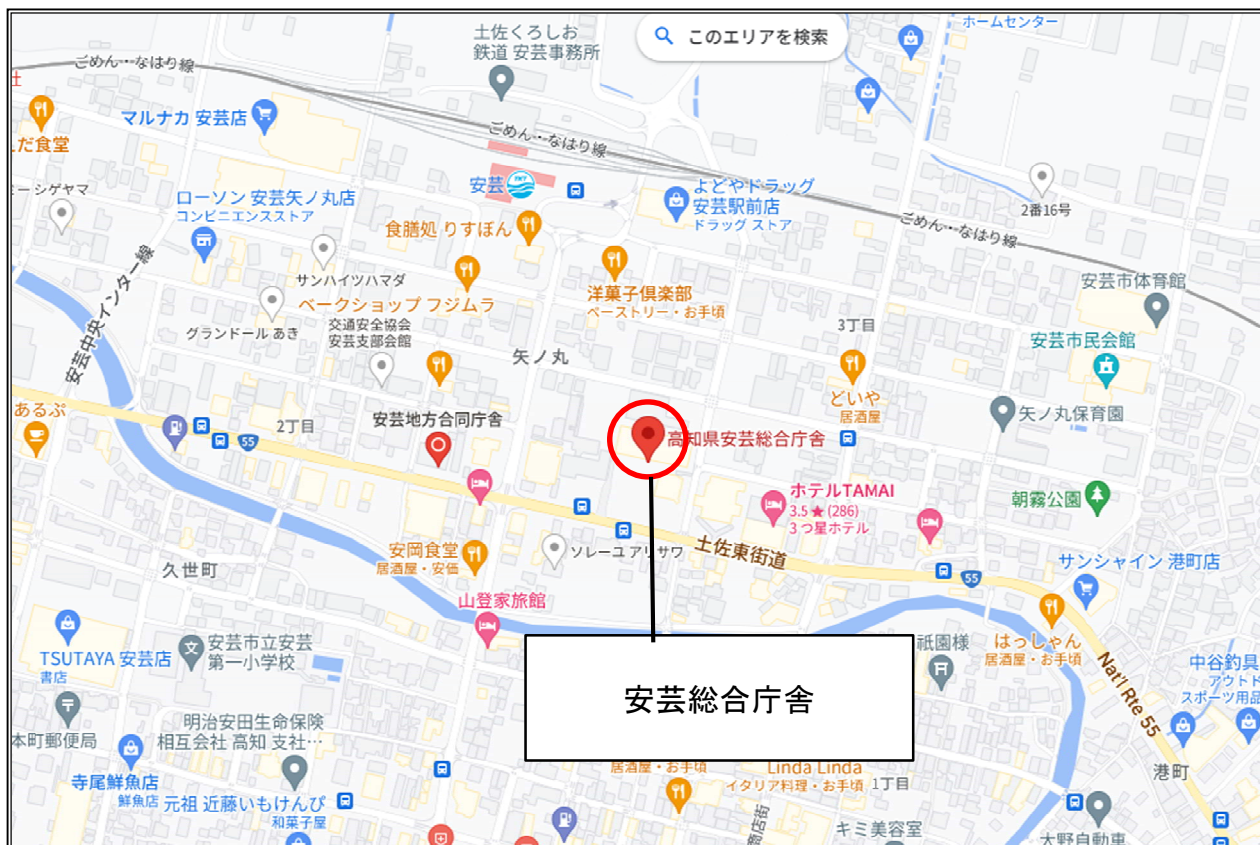 ホームセンター
土佐くろしお
鉄道 安芸事務所
このエリアを検索
ごめん・なはり線
マルナカ 安芸店
だ食堂
ごめん・なはり線
安芸
よどやドラッグ
安芸駅前店
ドラッグ ストア
2番16号
ーシゲヤマ
ローソン 安芸矢ノ丸店
コンビニエンスストア
食膳処 りすぼん
ごめん・なはり線
安芸中央インター線
サンハイツハマダ
洋菓子倶楽部
ペーストリー・お手頃
安芸市体育館
ベークショップ フジムラ
グランドール あき
交通安全協会
安芸支部会館
3丁目
安芸市民会館
矢ノ丸
どいや
居酒屋
矢ノ丸保育園
あるぷ
2丁目
安芸地方合同庁舎
高知県安芸総合庁舎
55
ホテルTAMAI
3.5★(286)
3 つ星ホテル
朝霧公園
安岡食堂
居酒屋・安価
ソレーユ アリサワ
土佐東街道
サンシャイン 港町店
久世町
55
山登家旅館
はっしゃん
居酒屋・お手頃
祇園様
TSUTAYA 安芸店
書店
安芸市立安芸
第一小学校
安芸総合庁舎
Nat'l Rte 55
中谷釣具
アウトド
スポーツ用品
本町郵便局
明治安田生命保険
相互会社 高知 支社…
居酒屋・お手頃
Linda Linda
イタリア料理・お手頃
1丁目
港町
寺尾鮮魚店
鮮魚店
元祖 近藤いもけんぴ
和菓子屋
商店街
キミ美容室
大野自動車